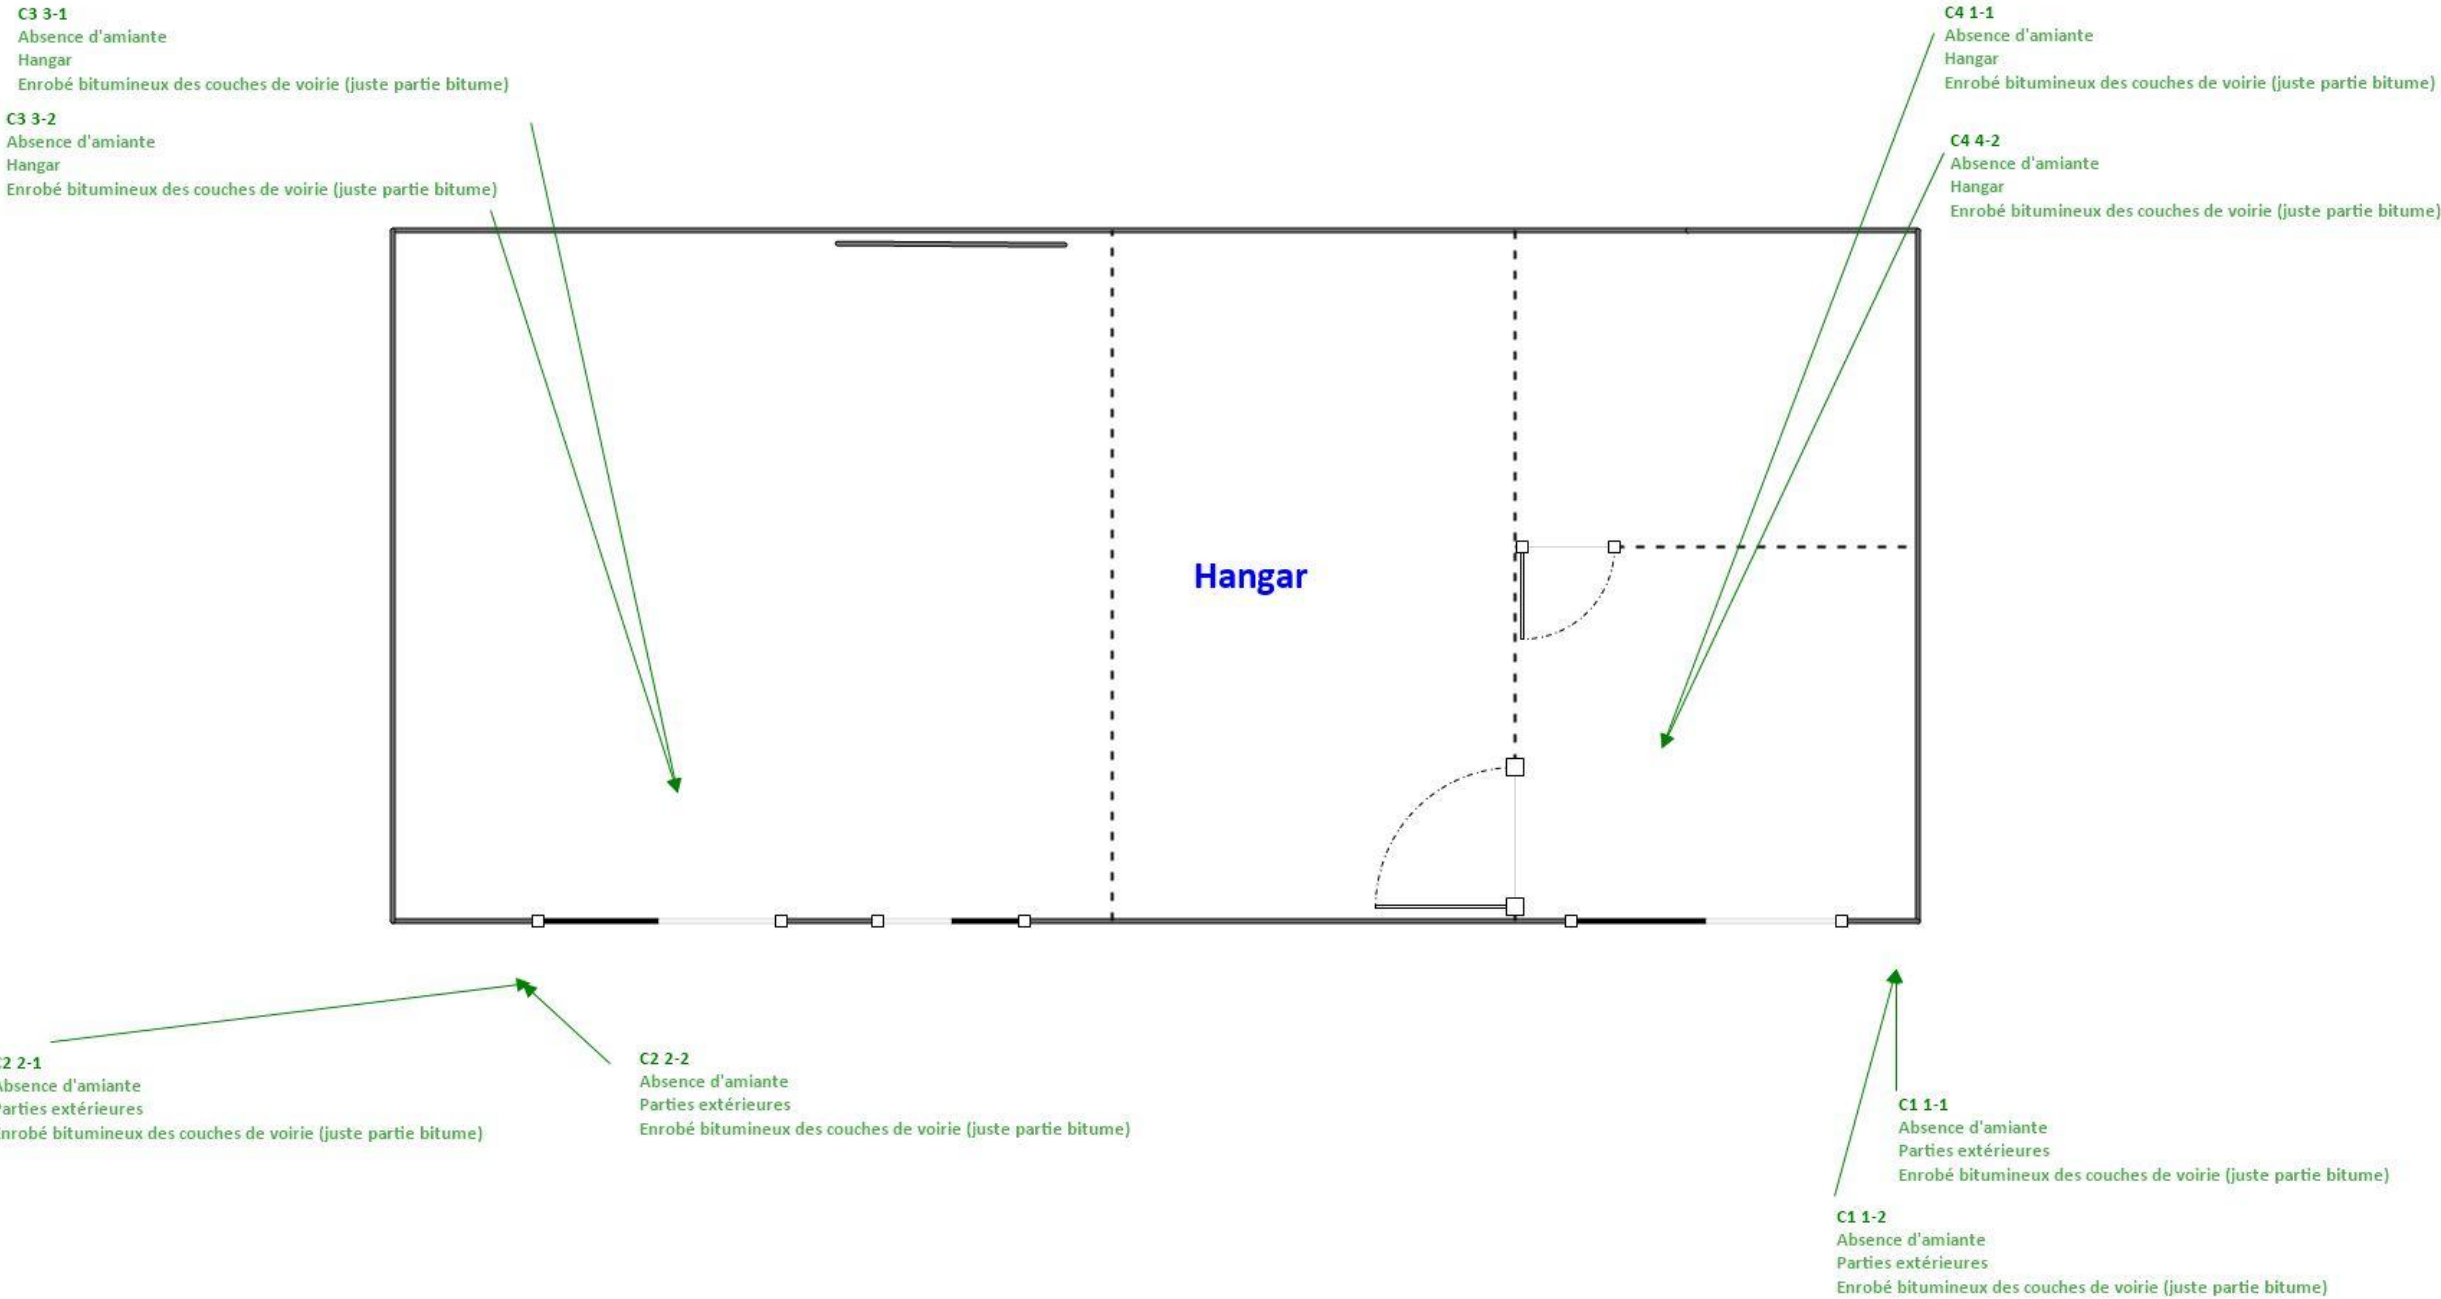 C3 3-1
Absence d'amiante
Hangar
Enrobé bitumineux des couches de voirie (juste partie bitume)
C3 3-2
Absence d'amiante
Hangar
Enrobé bitumineux des couches de voirie (juste partie bitume)
C4 1-1
Absence d'amiante
Hangar
Enrobé bitumineux des couches de voirie (juste partie bitume)
C4 4-2
Absence d'amiante
Hangar
Enrobé bitumineux des couches de voirie (juste partie bitume)
Hangar
C2 2-1
Absence d'amiante
Parties extérieures
Enrobé bitumineux des couches de voirie (juste partie bitume)
C2 2-2
Absence d'amiante
Parties extérieures
Enrobé bitumineux des couches de voirie (juste partie bitume)
C1 1-1
Absence d'amiante
Parties extérieures
Enrobé bitumineux des couches de voirie (juste partie bitume)
C1 1-2
Absence d'amiante
Parties extérieures
Enrobé bitumineux des couches de voirie (juste partie bitume)